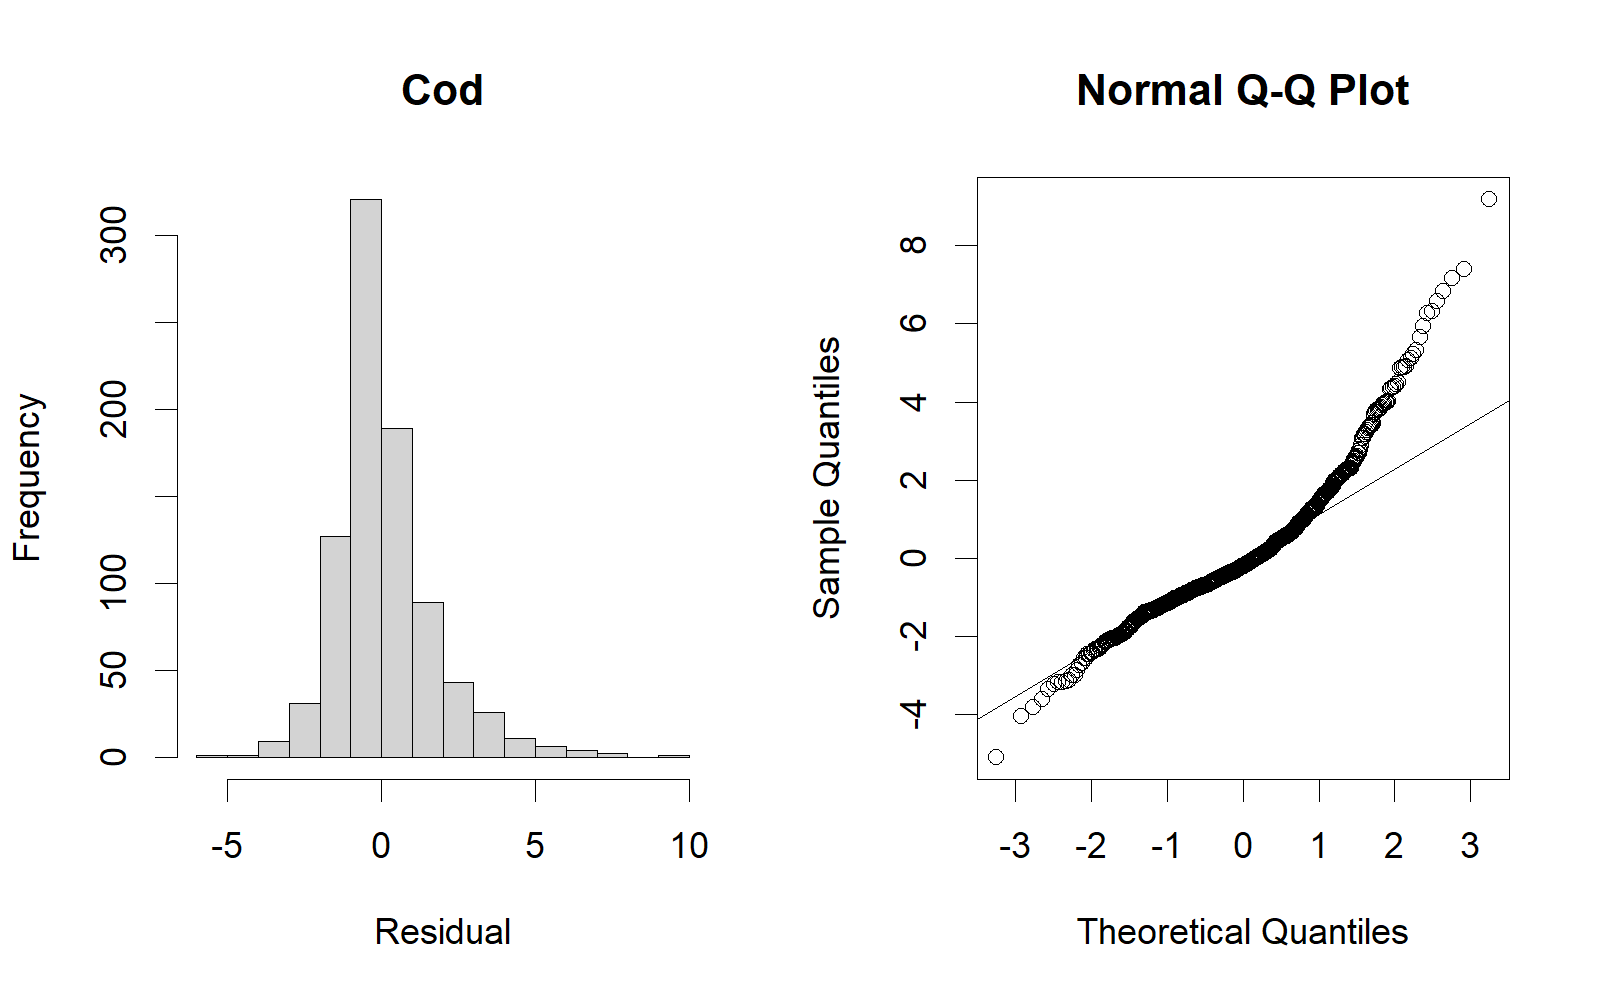 Cod
Frequency
300
200
100
50
0
-5 0 5 10
Residual
Normal Q-Q Plot
Sample Quantiles
8
6
4
2
0
-2
-4
-3 -2 -1 0 1 2 3
Theoretical Quantiles